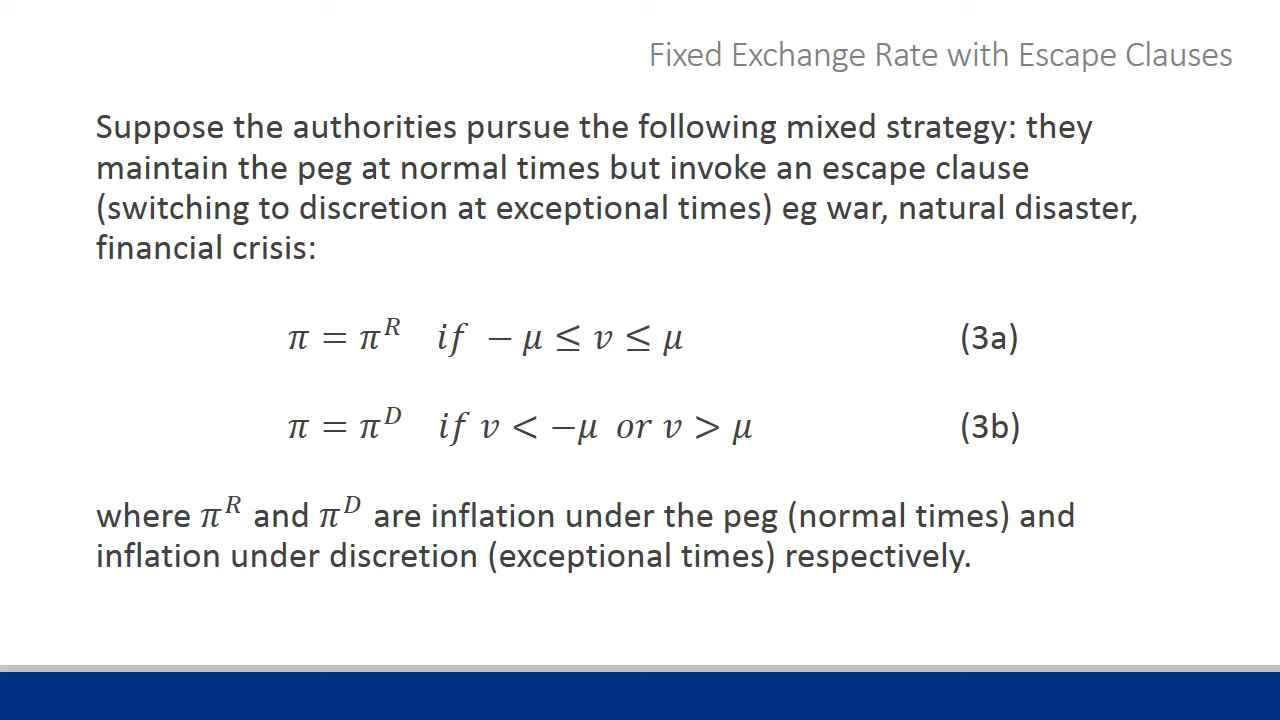 Fixed Exchange Rate with Escape Clauses
Suppose the authorities pursue the following mixed strategy: they
maintain the peg at normal times but invoke an escape clause
(switching to discretion at exceptional times) eg war, natural disaster,
financial crisis:
π = π^R if − μ ≤ v ≤ μ (3a)
π = π^D if v < −μ or v > μ (3b)
where π^R and π^D are inflation under the peg (normal times) and
inflation under discretion (exceptional times) respectively.